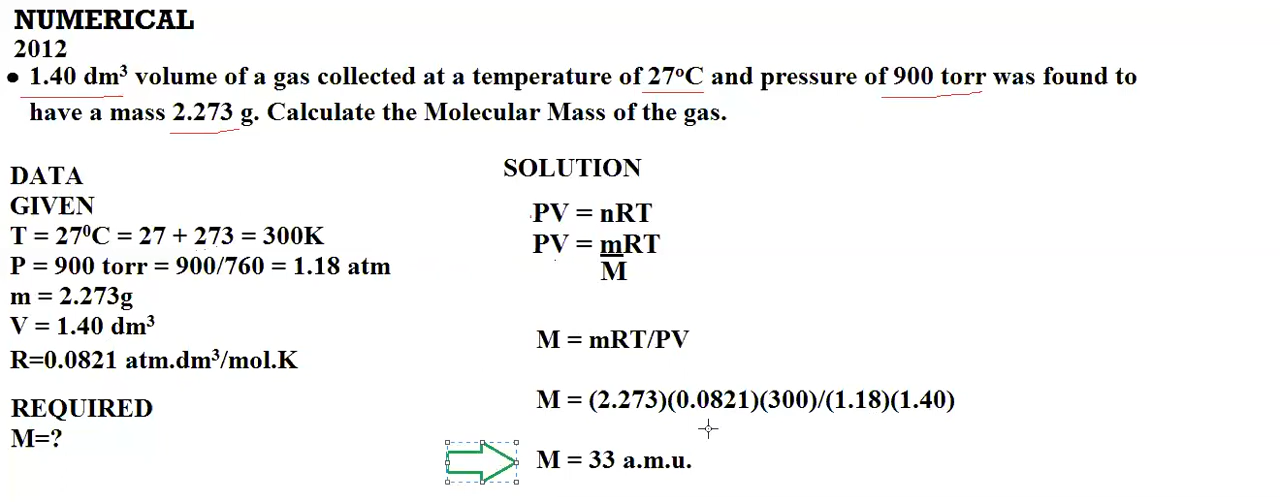 NUMERICAL
2012
• 1.40 dm³ volume of a gas collected at a temperature of 27⁰C and pressure of 900 torr was found to
have a mass 2.273 g. Calculate the Molecular Mass of the gas.
DATA
GIVEN
T = 27⁰C = 27 + 273 = 300K
P = 900 torr = 900/760 = 1.18 atm
m = 2.273g
V = 1.40 dm³
R=0.0821 atm.dm³/mol.K
REQUIRED
M=?
SOLUTION
PV = nRT
PV = mRT
M
M = mRT/PV
M = (2.273)(0.0821)(300)/(1.18)(1.40)
M = 33 a.m.u.